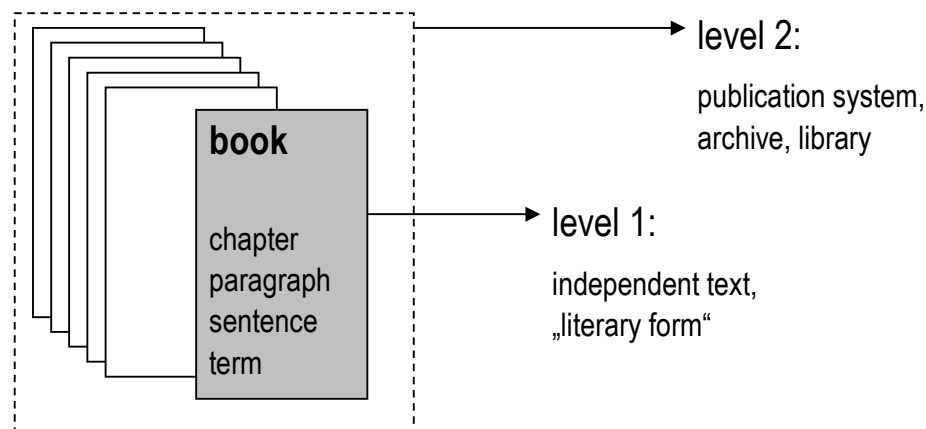 book
chapter
paragraph
sentence
term
level 2:
publication system,
archive, library
level 1:
independent text,
„literary form“